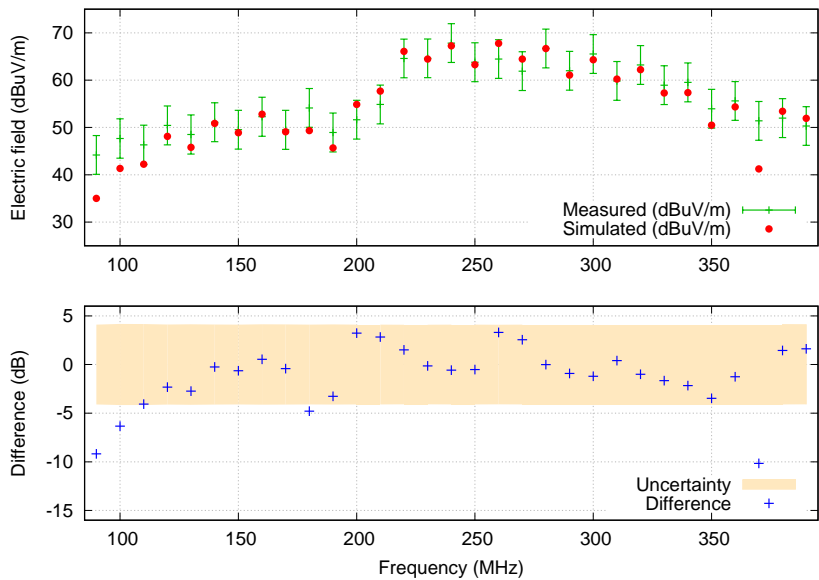 70
60
50
40
30
Electric field (dBuV/m)
Measured (dBuV/m)
Simulated (dBuV/m)
100 150 200 250 300 350
5
0
-5
-10
-15
Difference (dB)
Uncertainty
Difference
100 150 200 250 300 350
Frequency (MHz)